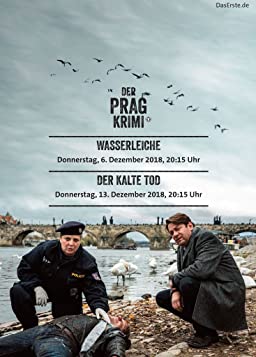 DasErste.de
DER
PRAG
KRIMI
WASSERLEICHE
Donnerstag, 6. Dezember 2018, 20:15 Uhr
DER KALTE TOD
Donnerstag, 13. Dezember 2018, 20:15 Uhr
POLICIE